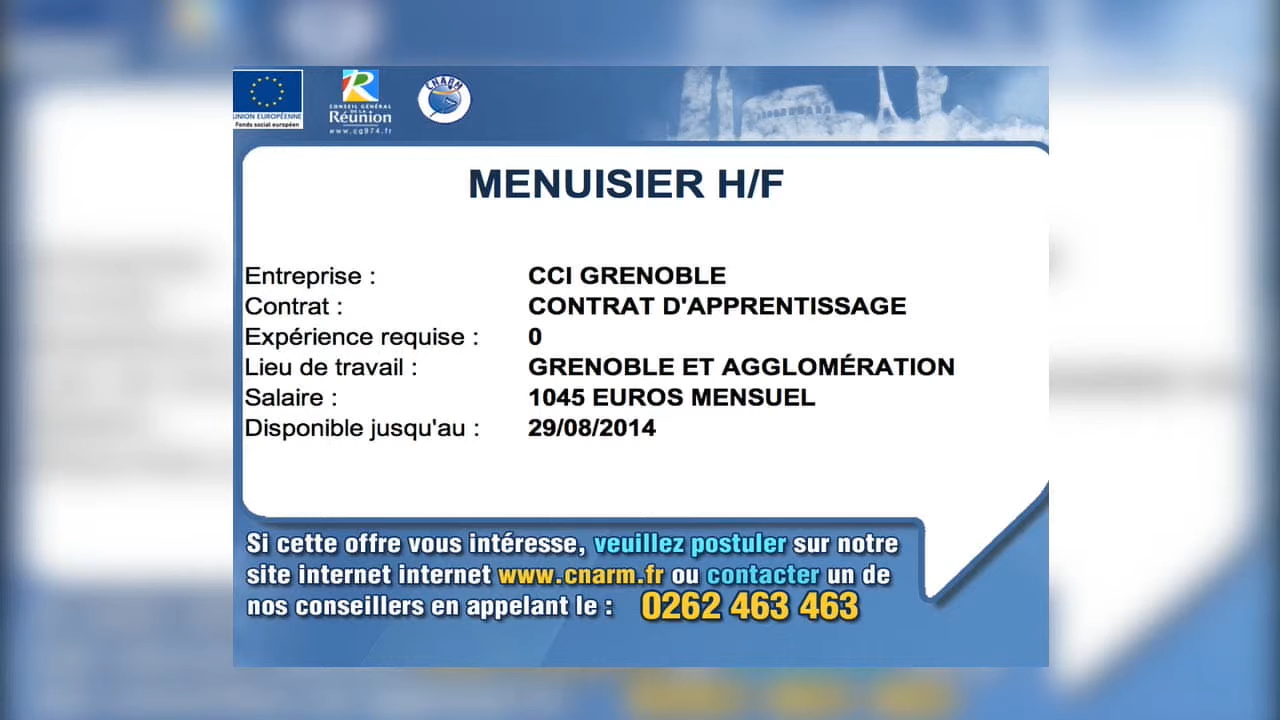 UNION EUROPÉENNE
Fonds social européen
R
CONSEIL GÉNÉRAL
DE LA
Réunion
www.cg974.fr
CNARM
MENUISIER H/F
Entreprise : CCI GRENOBLE
Contrat : CONTRAT D'APPRENTISSAGE
Expérience requise : 0
Lieu de travail : GRENOBLE ET AGGLOMÉRATION
Salaire : 1045 EUROS MENSUEL
Disponible jusqu'au : 29/08/2014
Si cette offre vous intéresse, veuillez postuler sur notre
site internet internet www.cnarm.fr ou contacter un de
nos conseillers en appelant le : 0262 463 463